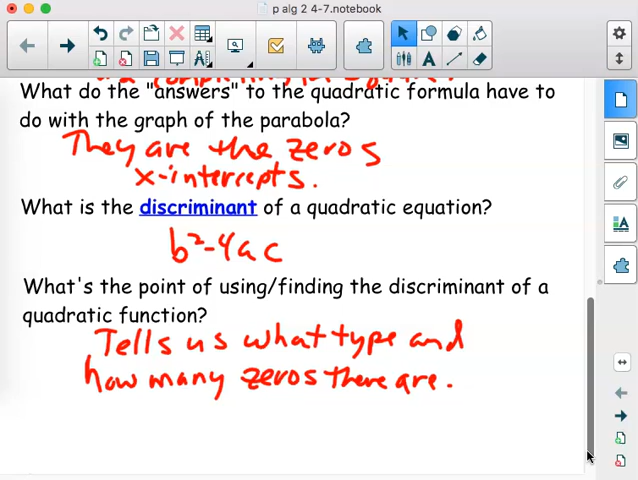 p alg 2 4-7.notebook
What do the "answers" to the quadratic formula have to
do with the graph of the parabola?
They are the zeros
x-intercepts.
What is the discriminant of a quadratic equation?
b²-4ac
What's the point of using/finding the discriminant of a
quadratic function?
Tells us what type and
how many zeros there are.